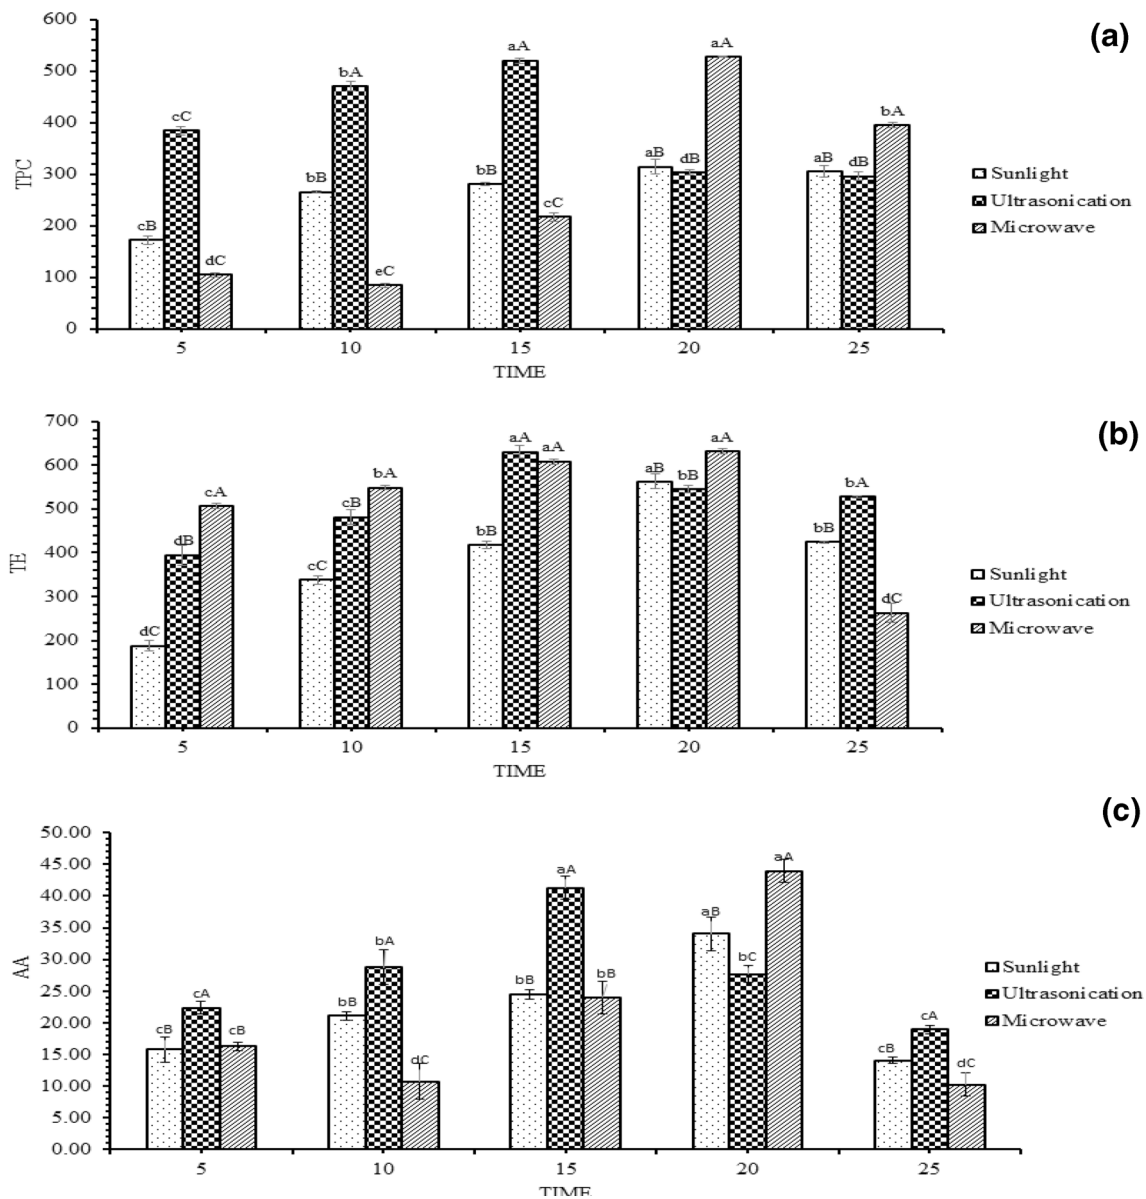 (a)
600
500
400
300
200
100
0
TPC
cB cC dC
bB bA eC
bB aA cC
aB dB aA
aB dB bA
5 10 15 20 25
TIME
Sunlight
Ultrasonication
Microwave
(b)
700
600
500
400
300
200
100
0
TE
dC dB cA
cC cB bA
bB aA aA
aB bB aA
bB bA dC
5 10 15 20 25
TIME
Sunlight
Ultrasonication
Microwave
(c)
50.00
45.00
40.00
35.00
30.00
25.00
20.00
15.00
10.00
5.00
0.00
AA
cB cA cB
bB bA dC
bB aA bB
aB bC aA
cB cA dC
5 10 15 20 25
TIME
Sunlight
Ultrasonication
Microwave